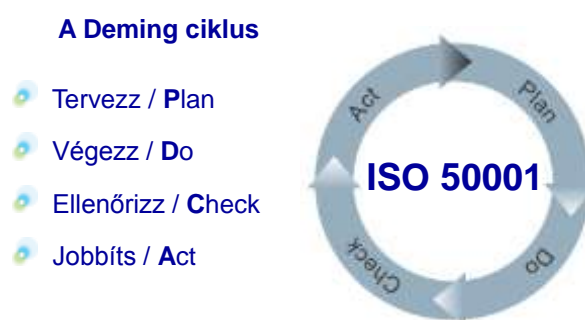 A Deming ciklus
Tervezz / Plan
Végezz / Do
Ellenőrizz / Check
Jobbíts / Act
Act
Plan
ISO 50001
Check
Do